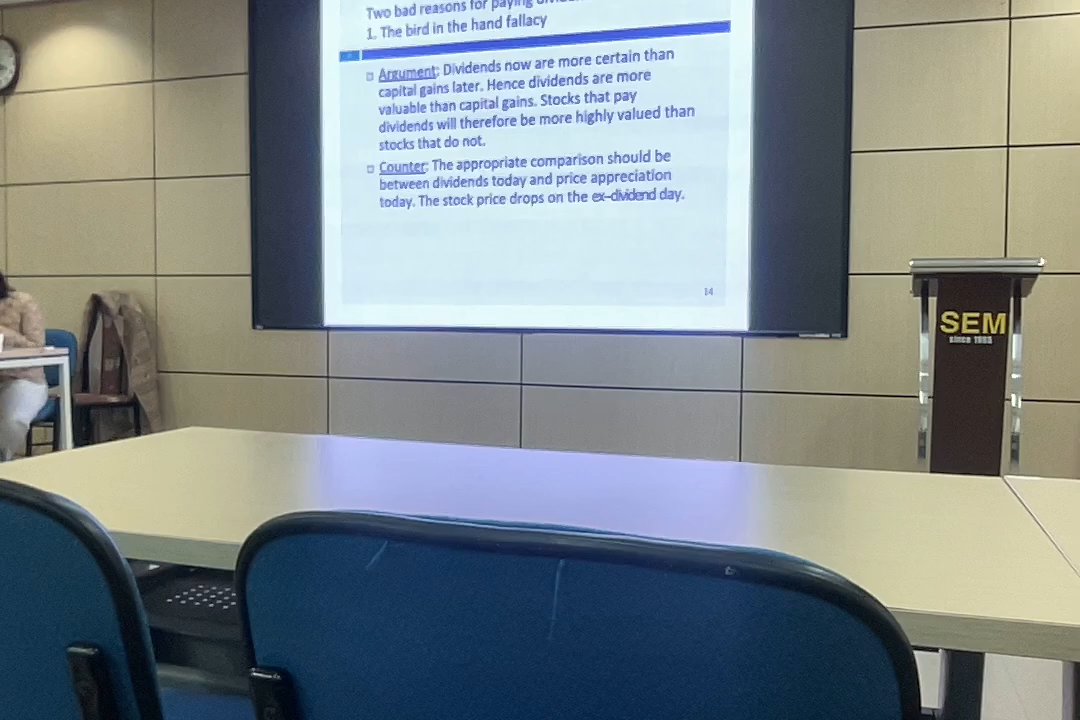 Two bad reasons for paying
1. The bird in the hand fallacy
Argument: Dividends now are more certain than
capital gains later. Hence dividends are more
valuable than capital gains. Stocks that pay
dividends will therefore be more highly valued than
stocks that do not.
Counter: The appropriate comparison should be
between dividends today and price appreciation
today. The stock price drops on the ex-dividend day.
14
SEM